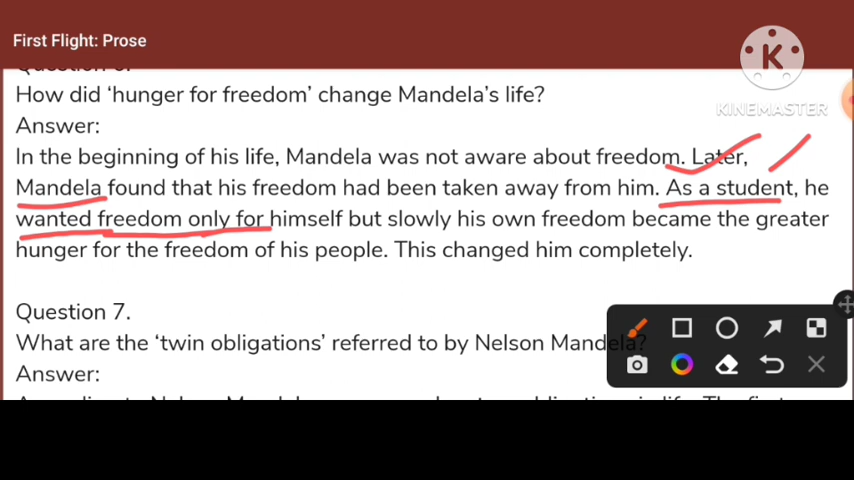 First Flight: Prose
K
KINEMASTER
How did ‘hunger for freedom’ change Mandela’s life?
Answer:
In the beginning of his life, Mandela was not aware about freedom. Later,
Mandela found that his freedom had been taken away from him. As a student, he
wanted freedom only for himself but slowly his own freedom became the greater
hunger for the freedom of his people. This changed him completely.
Question 7.
What are the ‘twin obligations’ referred to by Nelson Mandela?
Answer: